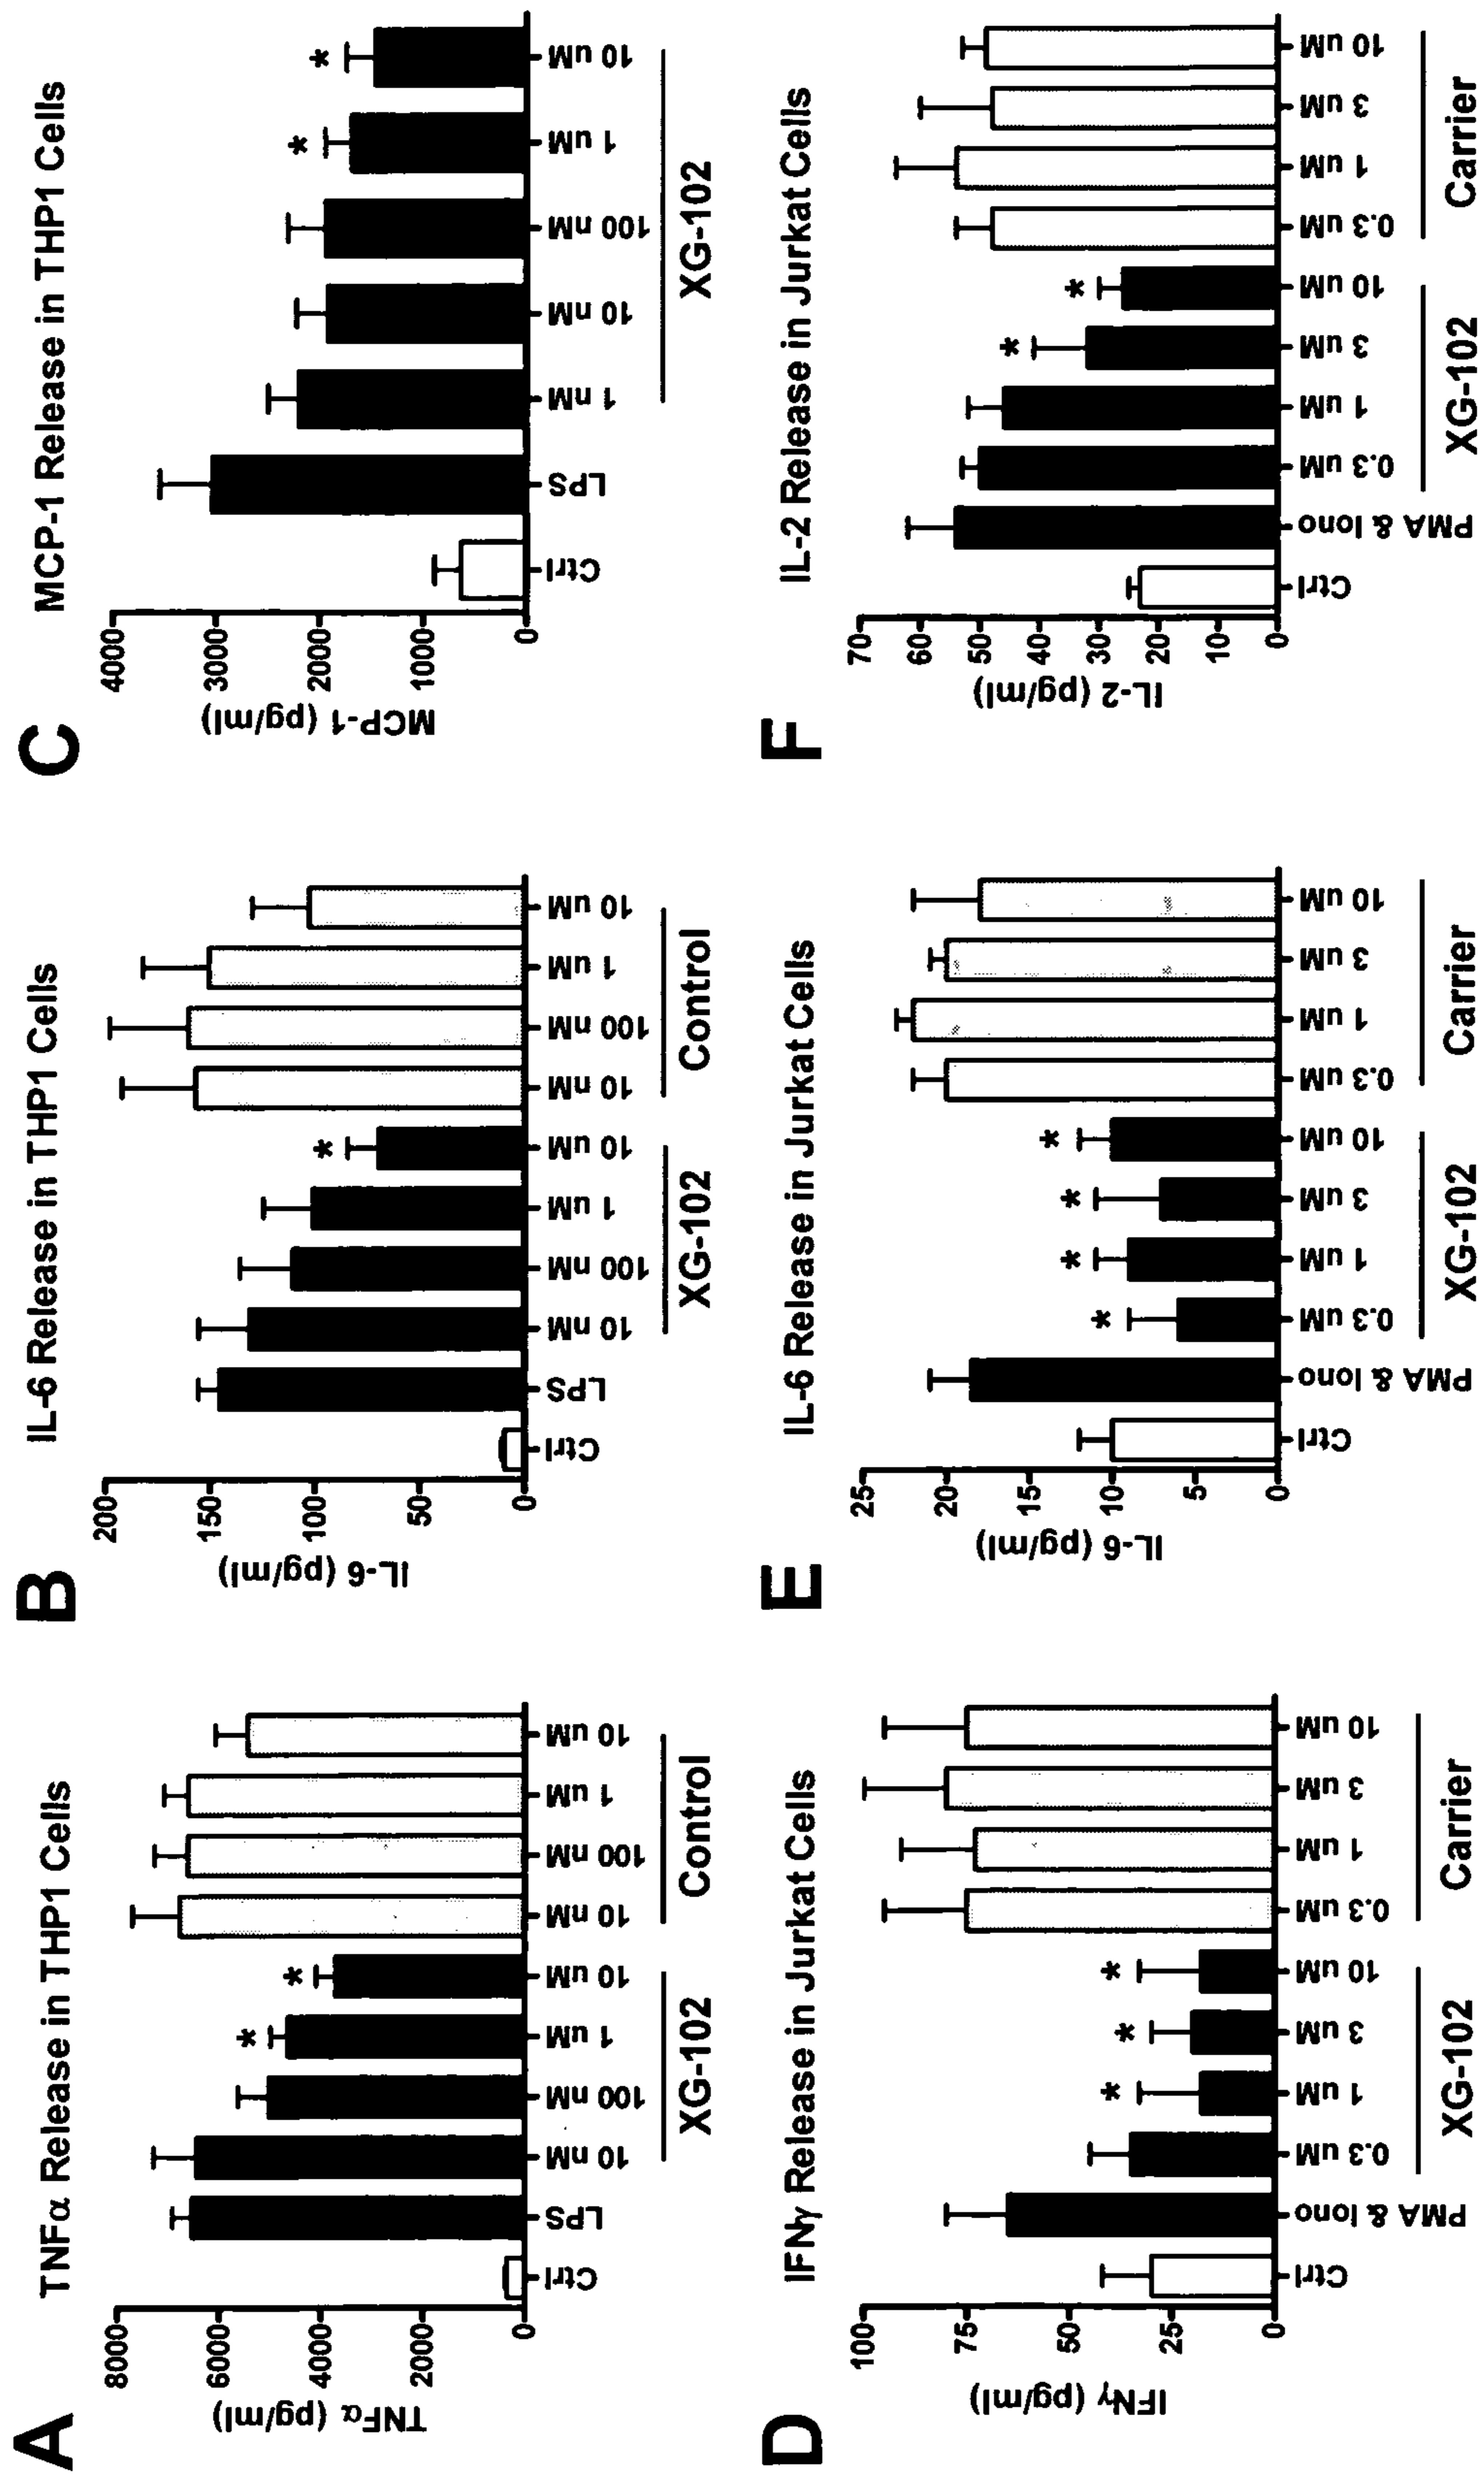 A
TNFα Release in THP1 Cells
TNFα (pg/ml)
8000
6000
4000
2000
0
Ctrl
LPS
10 nM
100 nM
1 uM
10 uM
10 nM
100 nM
1 uM
10 uM
*
*
XG-102
Control
B
IL-6 Release in THP1 Cells
IL-6 (pg/ml)
200
150
100
50
0
Ctrl
LPS
10 nM
100 nM
1 uM
10 uM
10 nM
100 nM
1 uM
10 uM
*
XG-102
Control
C
MCP-1 Release in THP1 Cells
MCP-1 (pg/ml)
4000
3000
2000
1000
0
Ctrl
LPS
1 nM
10 nM
100 nM
1 uM
10 uM
*
*
XG-102
D
IFNγ Release in Jurkat Cells
IFNγ (pg/ml)
100
75
50
25
0
Ctrl
PMA & Iono
0.3 uM
1 uM
3 uM
10 uM
0.3 uM
1 uM
3 uM
10 uM
*
*
*
XG-102
Carrier
E
IL-6 Release in Jurkat Cells
IL-6 (pg/ml)
25
20
15
10
5
0
Ctrl
PMA & Iono
0.3 uM
1 uM
3 uM
10 uM
0.3 uM
1 uM
3 uM
10 uM
*
*
*
*
XG-102
Carrier
F
IL-2 Release in Jurkat Cells
IL-2 (pg/ml)
70
60
50
40
30
20
10
0
Ctrl
PMA & Iono
0.3 uM
1 uM
3 uM
10 uM
0.3 uM
1 uM
3 uM
10 uM
*
*
XG-102
Carrier